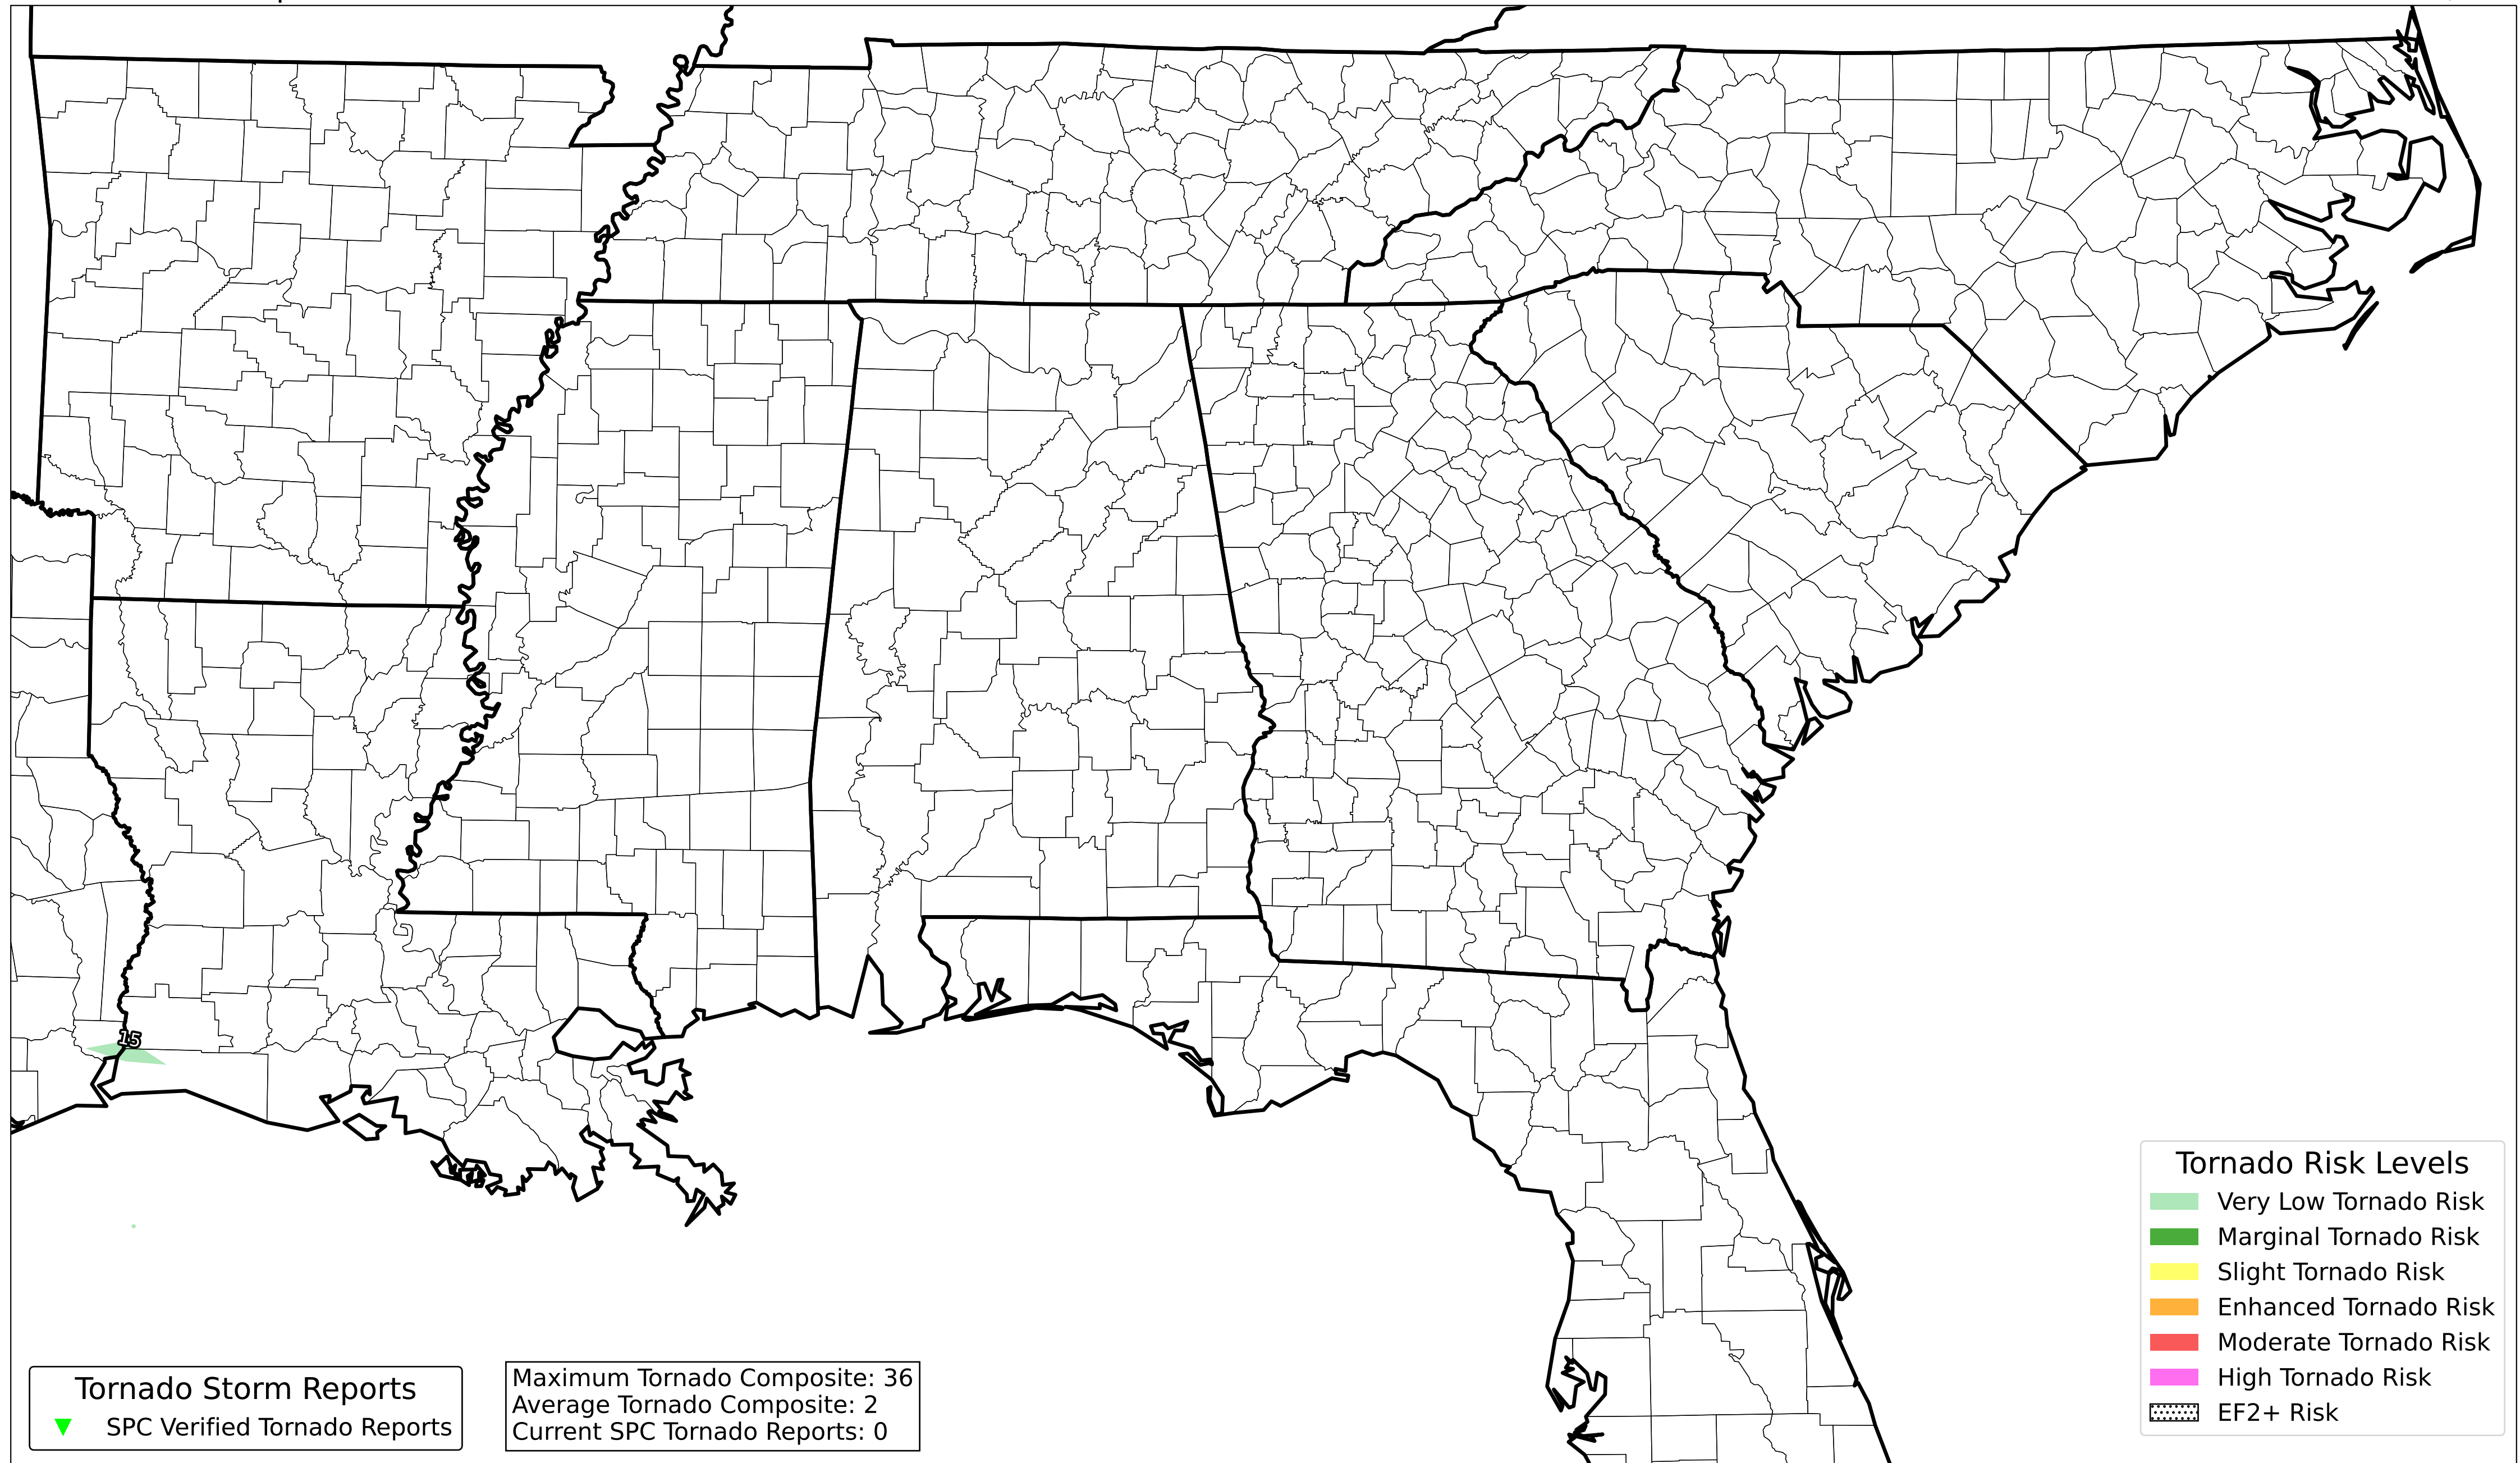 15
Tornado Risk Levels
Very Low Tornado Risk
Marginal Tornado Risk
Slight Tornado Risk
Enhanced Tornado Risk
Moderate Tornado Risk
High Tornado Risk
EF2+ Risk
Tornado Storm Reports
SPC Verified Tornado Reports
Maximum Tornado Composite: 36
Average Tornado Composite: 2
Current SPC Tornado Reports: 0